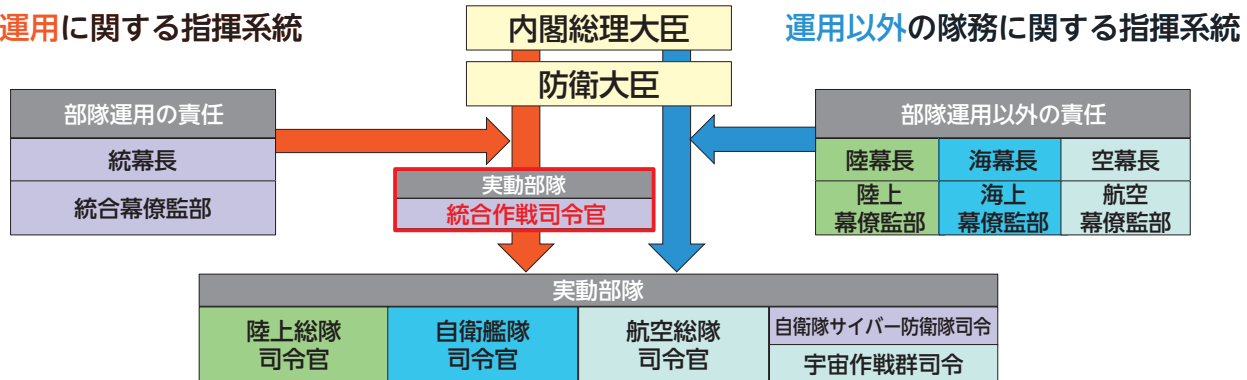 運用に関する指揮系統
内閣総理大臣
運用以外の隊務に関する指揮系統
防衛大臣
部隊運用の責任
統幕長
統合幕僚監部
部隊運用以外の責任
陸幕長
海幕長
空幕長
陸上
幕僚監部
海上
幕僚監部
航空
幕僚監部
実動部隊
統合作戦司令官
実動部隊
陸上総隊
司令官
自衛艦隊
司令官
航空総隊
司令官
自衛隊サイバー防衛隊司令
宇宙作戦群司令